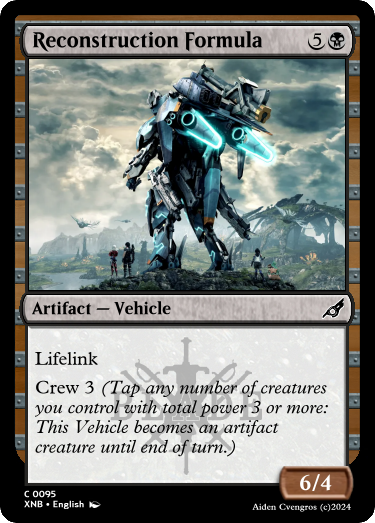 Reconstruction Formula 5
Artifact — Vehicle
Lifelink
Crew 3 (Tap any number of creatures
you control with total power 3 or more:
This Vehicle becomes an artifact
creature until end of turn.)
BLADE
6/4
C 0095
XNB • English
Aiden Cvengros (c)2024